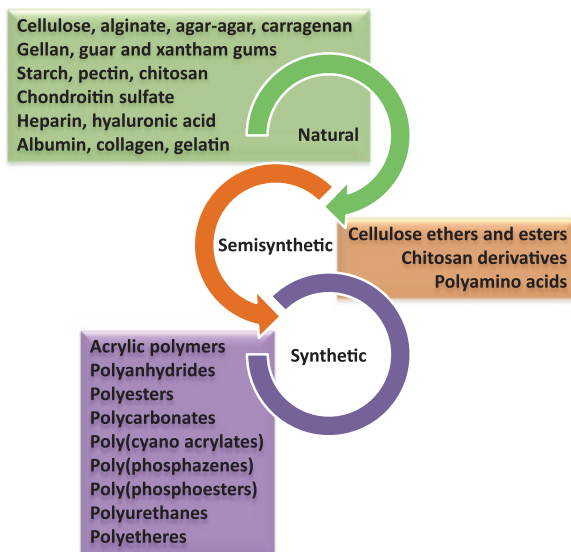 Cellulose, alginate, agar-agar, carragenan
Gellan, guar and xantham gums
Starch, pectin, chitosan
Chondroitin sulfate
Heparin, hyaluronic acid
Albumin, collagen, gelatin
Natural
Semisynthetic
Cellulose ethers and esters
Chitosan derivatives
Polyamino acids
Synthetic
Acrylic polymers
Polyanhydrides
Polyesters
Polycarbonates
Poly(cyano acrylates)
Poly(phosphazenes)
Poly(phosphoesters)
Polyurethanes
Polyetheres